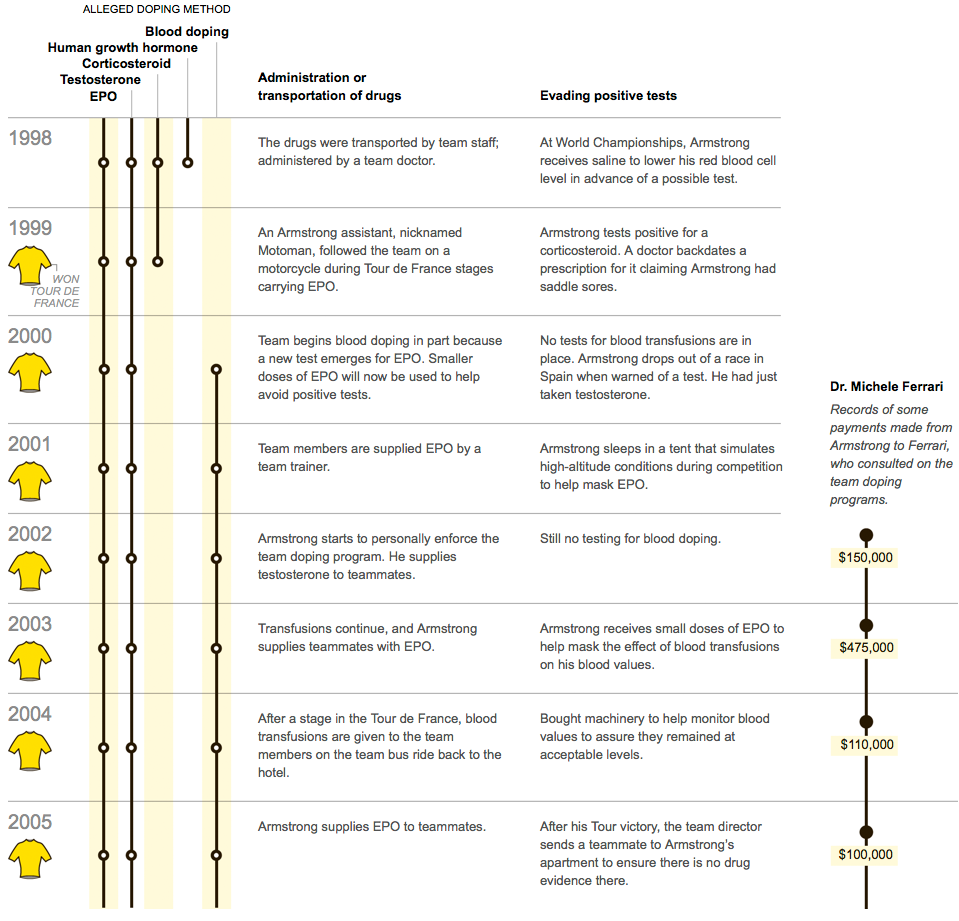 ALLEGED DOPING METHOD
Blood doping
Human growth hormone
Corticosteroid
Testosterone
EPO
Administration or
transportation of drugs
Evading positive tests
1998
The drugs were transported by team staff;
administered by a team doctor.
At World Championships, Armstrong
receives saline to lower his red blood cell
level in advance of a possible test.
1999
WON
TOUR DE
FRANCE
An Armstrong assistant, nicknamed
Motoman, followed the team on a
motorcycle during Tour de France stages
carrying EPO.
Armstrong tests positive for a
corticosteroid. A doctor backdates a
prescription for it claiming Armstrong had
saddle sores.
2000
Team begins blood doping in part because
a new test emerges for EPO. Smaller
doses of EPO will now be used to help
avoid positive tests.
No tests for blood transfusions are in
place. Armstrong drops out of a race in
Spain when warned of a test. He had just
taken testosterone.
Dr. Michele Ferrari
Records of some
payments made from
Armstrong to Ferrari,
who consulted on the
team doping
programs.
2001
Team members are supplied EPO by a
team trainer.
Armstrong sleeps in a tent that simulates
high-altitude conditions during competition
to help mask EPO.
2002
Armstrong starts to personally enforce the
team doping program. He supplies
testosterone to teammates.
Still no testing for blood doping.
$150,000
2003
Transfusions continue, and Armstrong
supplies teammates with EPO.
Armstrong receives small doses of EPO to
help mask the effect of blood transfusions
on his blood values.
$475,000
2004
After a stage in the Tour de France, blood
transfusions are given to the team
members on the team bus ride back to the
hotel.
Bought machinery to help monitor blood
values to assure they remained at
acceptable levels.
$110,000
2005
Armstrong supplies EPO to teammates.
After his Tour victory, the team director
sends a teammate to Armstrong's
apartment to ensure there is no drug
evidence there.
$100,000